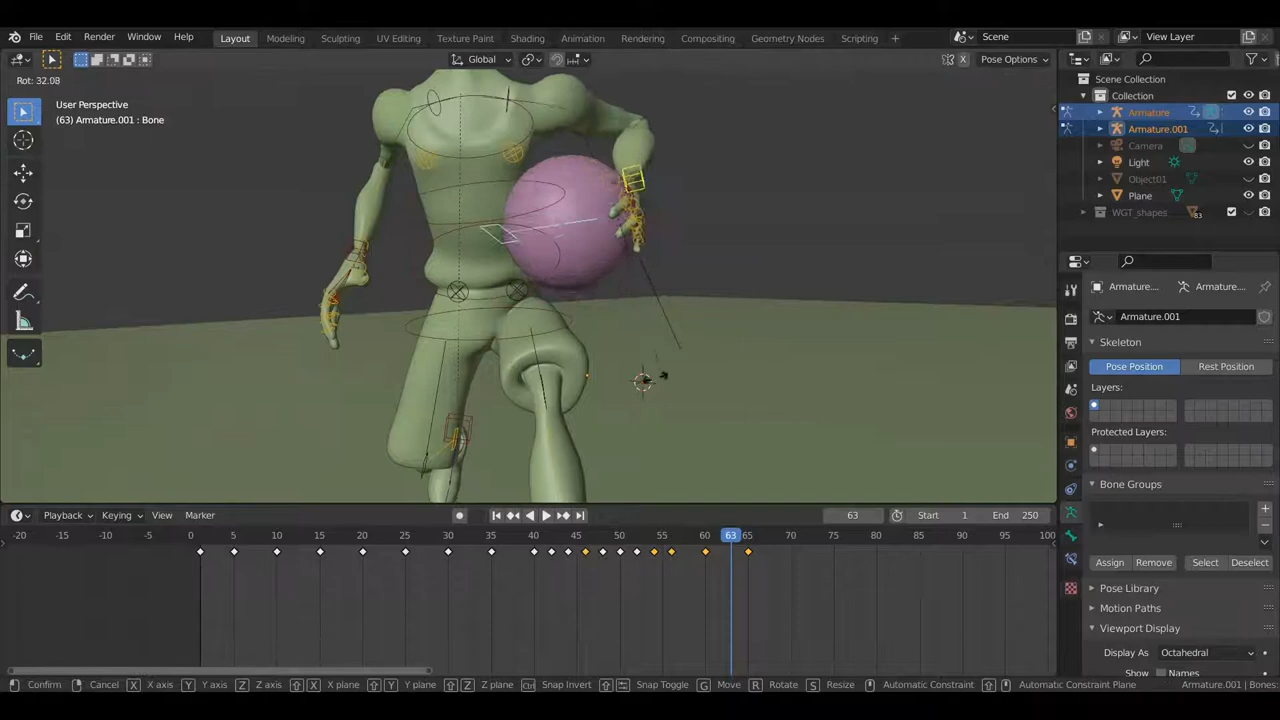 File Edit Render Window Help Layout Modeling Sculpting UV Editing Texture Paint Shading Animation Rendering Compositing Geometry Nodes Scripting + Scene View Layer
Global X Pose Options
Rot: 32.08
User Perspective
(63) Armature.001 : Bone
Scene Collection
Collection
Armature
Armature.001
Camera
Light
Object01
Plane
WGT_shapes 83
Armature.... Armature....
Armature.001
Skeleton
Pose Position Rest Position
Layers:
Protected Layers:
Bone Groups
Assign Remove Select Deselect
Pose Library
Motion Paths
Viewport Display
Display As Octahedral
Show Names
Playback Keying View Marker 63 Start 1 End 250
-20 -15 -10 -5 0 5 10 15 20 25 30 35 40 45 50 55 60 63 65 70 75 80 85 90 95 100
Confirm Cancel X X axis Y Y axis Z Z axis X X plane Y Y plane Z Z plane Ctrl Snap Invert Snap Toggle G Move R Rotate S Resize Automatic Constraint Automatic Constraint Plane Armature.001 | Bones: